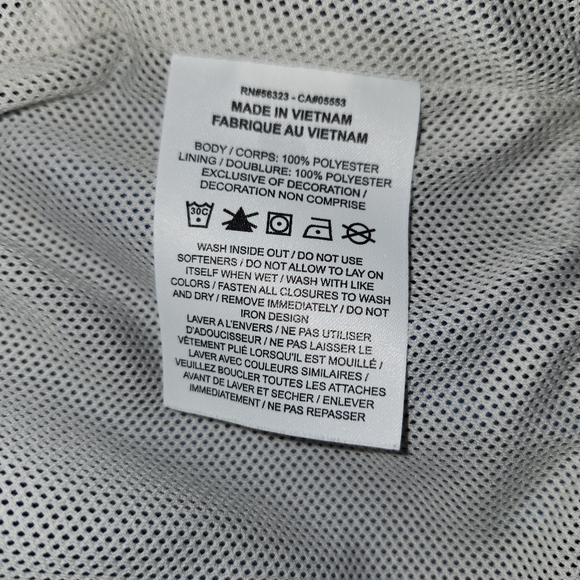 RN#56323 - CA#05553
MADE IN VIETNAM
FABRIQUE AU VIETNAM
BODY / CORPS: 100% POLYESTER
LINING / DOUBLURE: 100% POLYESTER
EXCLUSIVE OF DECORATION /
DECORATION NON COMPRISE
30C
WASH INSIDE OUT / DO NOT USE
SOFTENERS / DO NOT ALLOW TO LAY ON
ITSELF WHEN WET / WASH WITH LIKE
COLORS / FASTEN ALL CLOSURES TO WASH
AND DRY / REMOVE IMMEDIATELY / DO NOT
IRON DESIGN
LAVER A L'ENVERS / NE PAS UTILISER
D'ADOUCISSEUR / NE PAS LAISSER LE
VÊTEMENT PLIÉ LORSQU'IL EST MOUILLÉ /
LAVER AVEC COULEURS SIMILAIRES /
VEUILLEZ BOUCLER TOUTES LES ATTACHES
AVANT DE LAVER ET SECHER / ENLEVER
IMMEDIATEMENT / NE PAS REPASSER